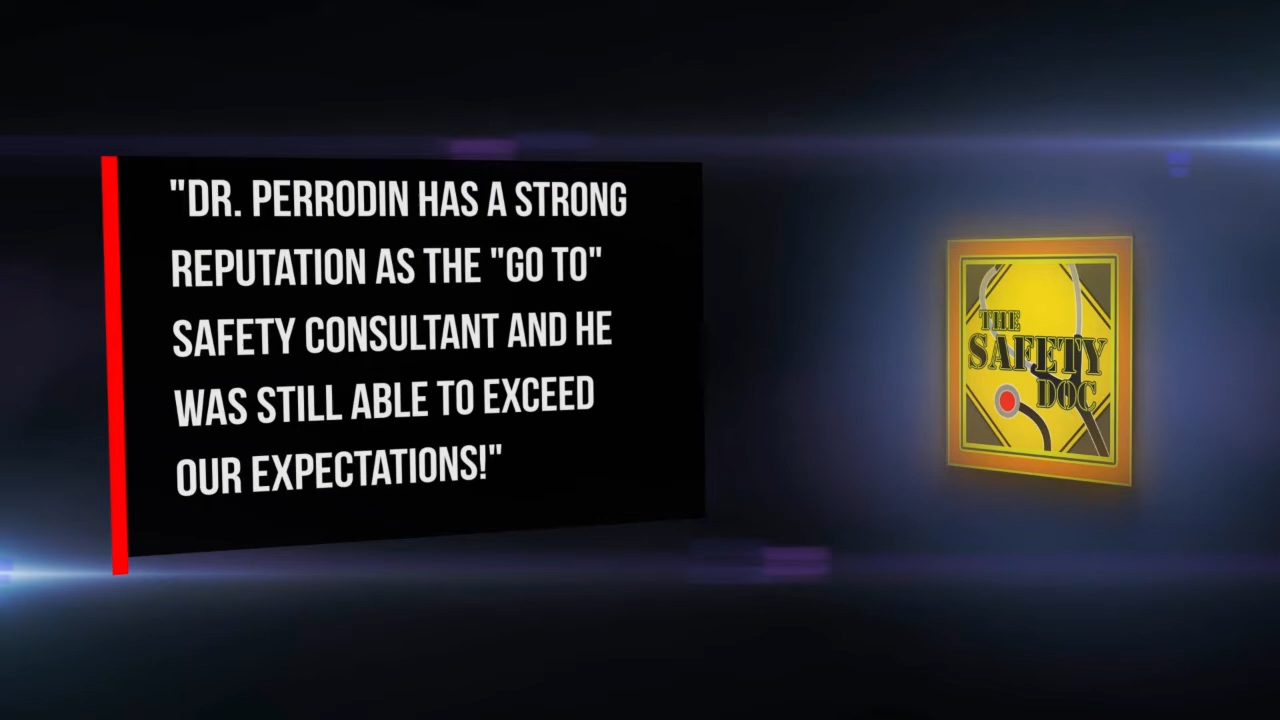 "DR. PERRODIN HAS A STRONG
REPUTATION AS THE "GO TO"
SAFETY CONSULTANT AND HE
WAS STILL ABLE TO EXCEED
OUR EXPECTATIONS!"
THE
SAFETY
DOC